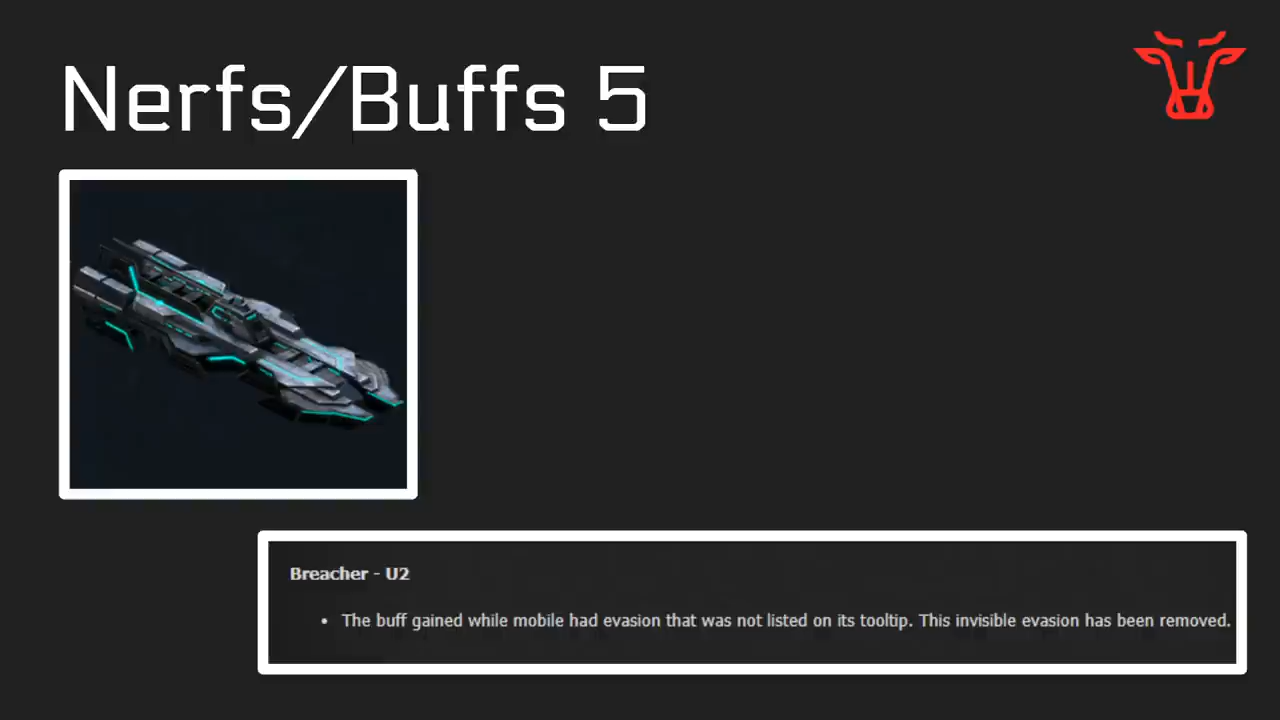 Nerfs/Buffs 5
Breacher - U2
• The buff gained while mobile had evasion that was not listed on its tooltip. This invisible evasion has been removed.